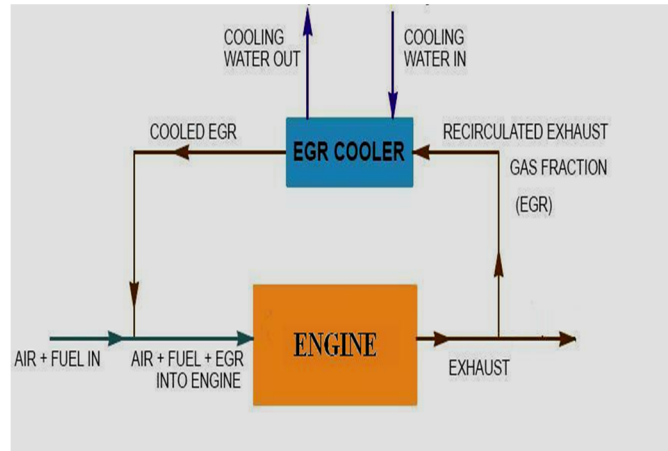 COOLING
WATER OUT
COOLING
WATER IN
COOLED EGR
EGR COOLER
RECIRCULATED EXHAUST
GAS FRACTION
(EGR)
ENGINE
AIR + FUEL IN
AIR + FUEL + EGR
INTO ENGINE
EXHAUST